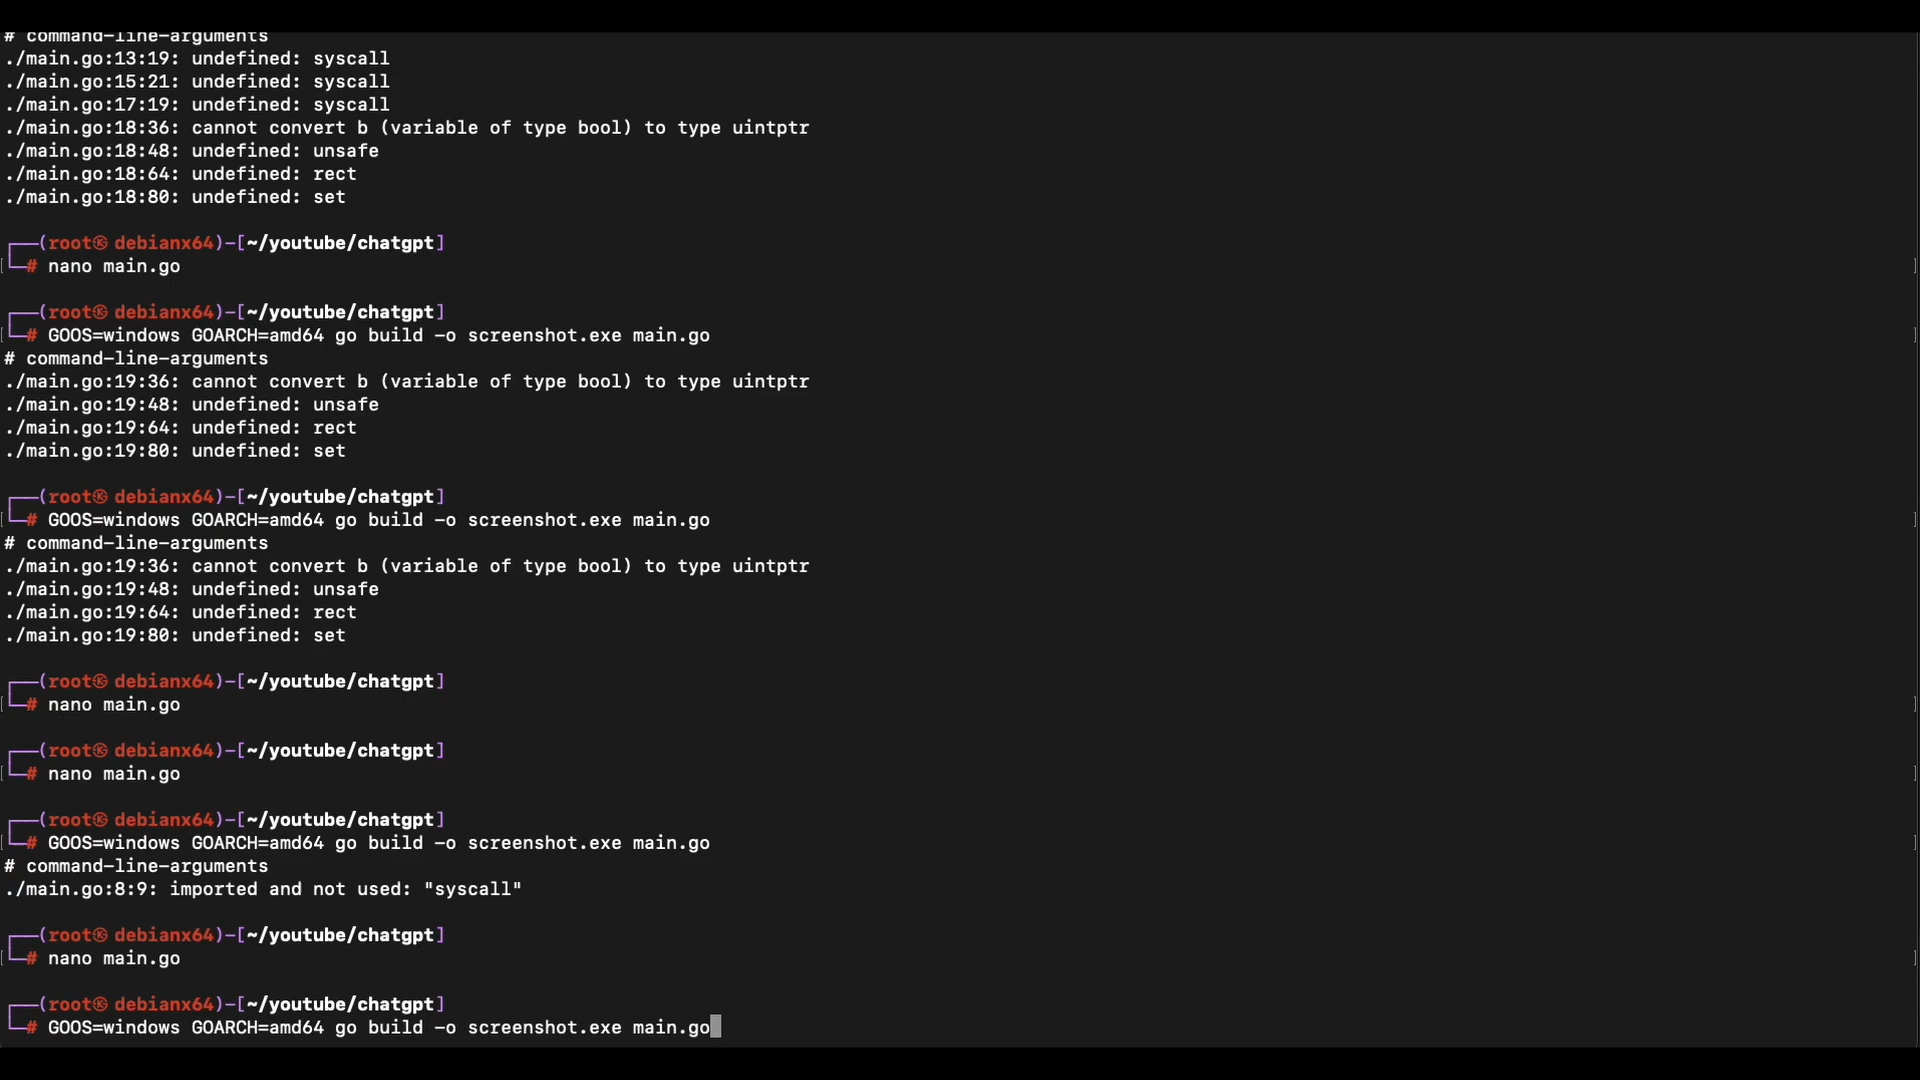 # command-line-arguments
./main.go:13:19: undefined: syscall
./main.go:15:21: undefined: syscall
./main.go:17:19: undefined: syscall
./main.go:18:36: cannot convert b (variable of type bool) to type uintptr
./main.go:18:48: undefined: unsafe
./main.go:18:64: undefined: rect
./main.go:18:80: undefined: set
┌──(root㉿ debianx64)-[~/youtube/chatgpt]
└─# nano main.go
┌──(root㉿ debianx64)-[~/youtube/chatgpt]
└─# GOOS=windows GOARCH=amd64 go build -o screenshot.exe main.go
# command-line-arguments
./main.go:19:36: cannot convert b (variable of type bool) to type uintptr
./main.go:19:48: undefined: unsafe
./main.go:19:64: undefined: rect
./main.go:19:80: undefined: set
┌──(root㉿ debianx64)-[~/youtube/chatgpt]
└─# GOOS=windows GOARCH=amd64 go build -o screenshot.exe main.go
# command-line-arguments
./main.go:19:36: cannot convert b (variable of type bool) to type uintptr
./main.go:19:48: undefined: unsafe
./main.go:19:64: undefined: rect
./main.go:19:80: undefined: set
┌──(root㉿ debianx64)-[~/youtube/chatgpt]
└─# nano main.go
┌──(root㉿ debianx64)-[~/youtube/chatgpt]
└─# nano main.go
┌──(root㉿ debianx64)-[~/youtube/chatgpt]
└─# GOOS=windows GOARCH=amd64 go build -o screenshot.exe main.go
# command-line-arguments
./main.go:8:9: imported and not used: "syscall"
┌──(root㉿ debianx64)-[~/youtube/chatgpt]
└─# nano main.go
┌──(root㉿ debianx64)-[~/youtube/chatgpt]
└─# GOOS=windows GOARCH=amd64 go build -o screenshot.exe main.go